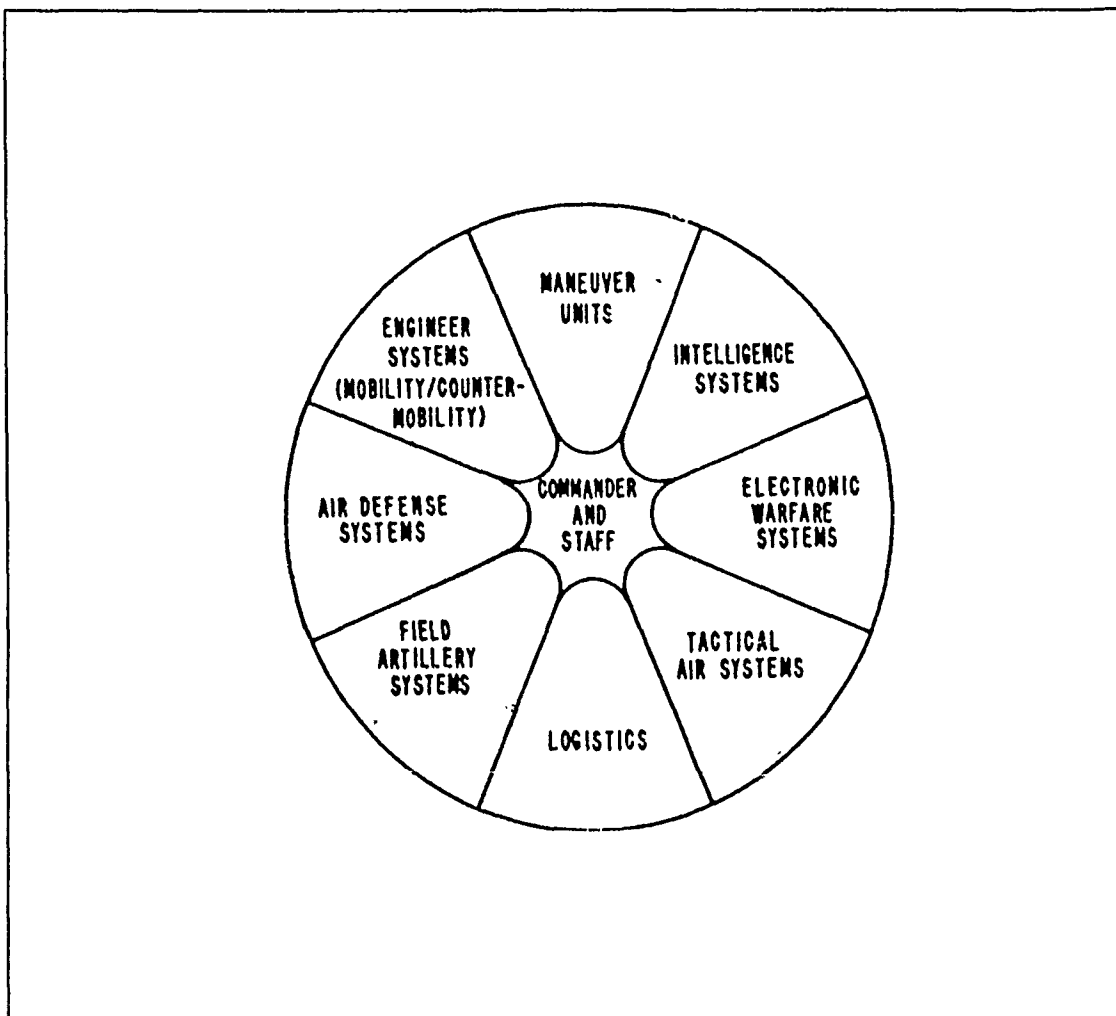 MANEUVER
UNITS
INTELLIGENCE
SYSTEMS
ELECTRONIC
WARFARE
SYSTEMS
TACTICAL
AIR SYSTEMS
LOGISTICS
FIELD
ARTILLERY
SYSTEMS
AIR DEFENSE
SYSTEMS
ENGINEER
SYSTEMS
(MOBILITY/COUNTER-
MOBILITY)
COMMANDER
AND
STAFF